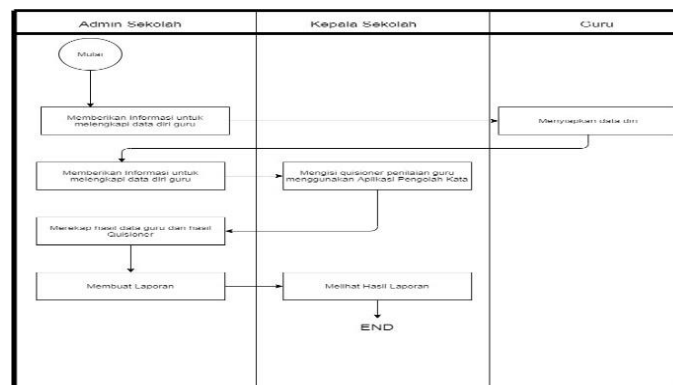 Admin Sekolah
Kepala Sekolah
Guru
Mulai
Memberikan Informasi untuk
melengkapi data diri guru
Menyiapkan data diri
Memberikan Informasi untuk
melengkapi data diri guru
Mengisi quisioner penilaian guru
menggunakan Aplikasi Pengolah Kata
Merekap hasil data guru dan hasil
Quisioner
Membuat Laporan
Melihat Hasil Laporan
END